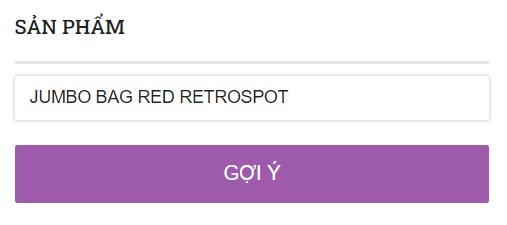 SẢN PHẨM
JUMBO BAG RED RETROSPOT
GỢI Ý